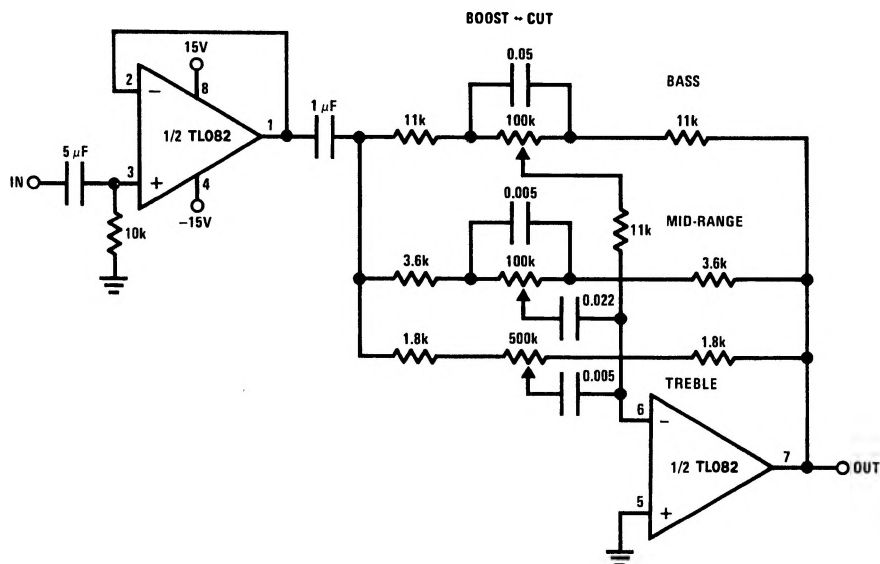 BOOST ↔ CUT
15V
0.05
BASS
2
−
8
1 µF
11k
100k
11k
1/2 TL082
1
5 µF
IN
3
+
4
0.005
11k
MID-RANGE
10k
−15V
3.6k
100k
3.6k
0.022
1.8k
500k
1.8k
0.005
TREBLE
6
−
1/2 TL082
7
OUT
5
+